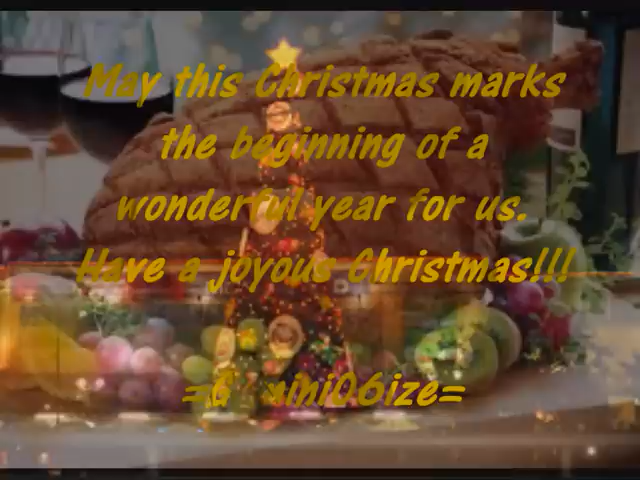 May this Christmas marks
the beginning of a
wonderful year for us.
Have a joyous Christmas!!!